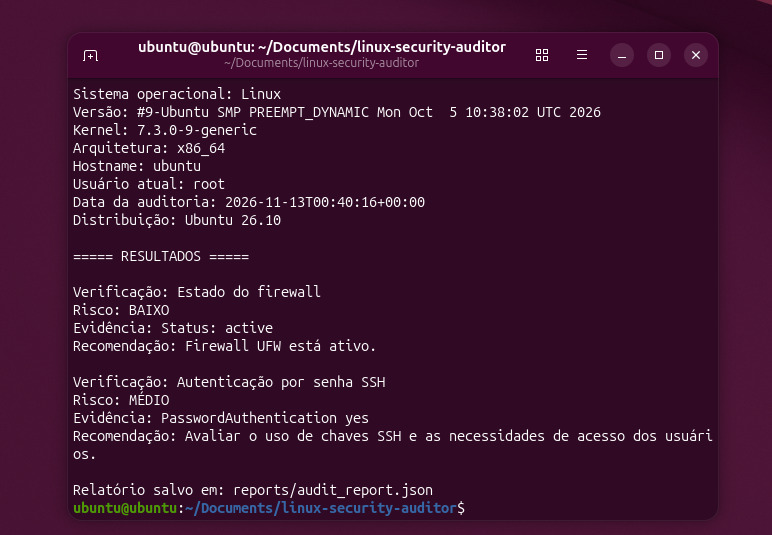 ubuntu@ubuntu: ~/Documents/linux-security-auditor
~/Documents/linux-security-auditor
Sistema operacional: Linux
Versão: #9-Ubuntu SMP PREEMPT_DYNAMIC Mon Oct  5 10:38:02 UTC 2026
Kernel: 7.3.0-9-generic
Arquitetura: x86_64
Hostname: ubuntu
Usuário atual: root
Data da auditoria: 2026-11-13T00:40:16+00:00
Distribuição: Ubuntu 26.10
===== RESULTADOS =====
Verificação: Estado do firewall
Risco: BAIXO
Evidência: Status: active
Recomendação: Firewall UFW está ativo.
Verificação: Autenticação por senha SSH
Risco: MÉDIO
Evidência: PasswordAuthentication yes
Recomendação: Avaliar o uso de chaves SSH e as necessidades de acesso dos usuári
os.
Relatório salvo em: reports/audit_report.json
ubuntu@ubuntu:~/Documents/linux-security-auditor$